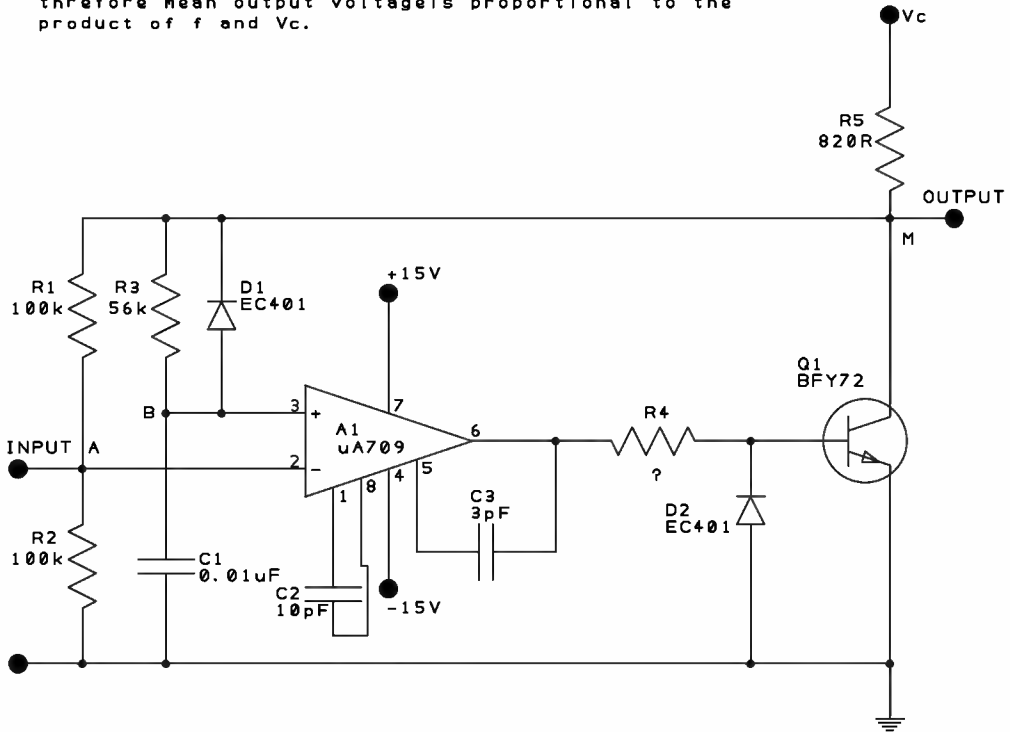 threfore Mean output voltageis proportional to the
product of f and Vc.
Vc
R5
820R
OUTPUT
M
+15V
R1
100k
R3
56k
D1
EC401
Q1
BFY72
B
3
+
7
A1
uA709
6
R4
?
INPUT
A
2
-
1
8
4
5
C3
3pF
D2
EC401
R2
100k
C1
0.01uF
C2
10pF
-15V